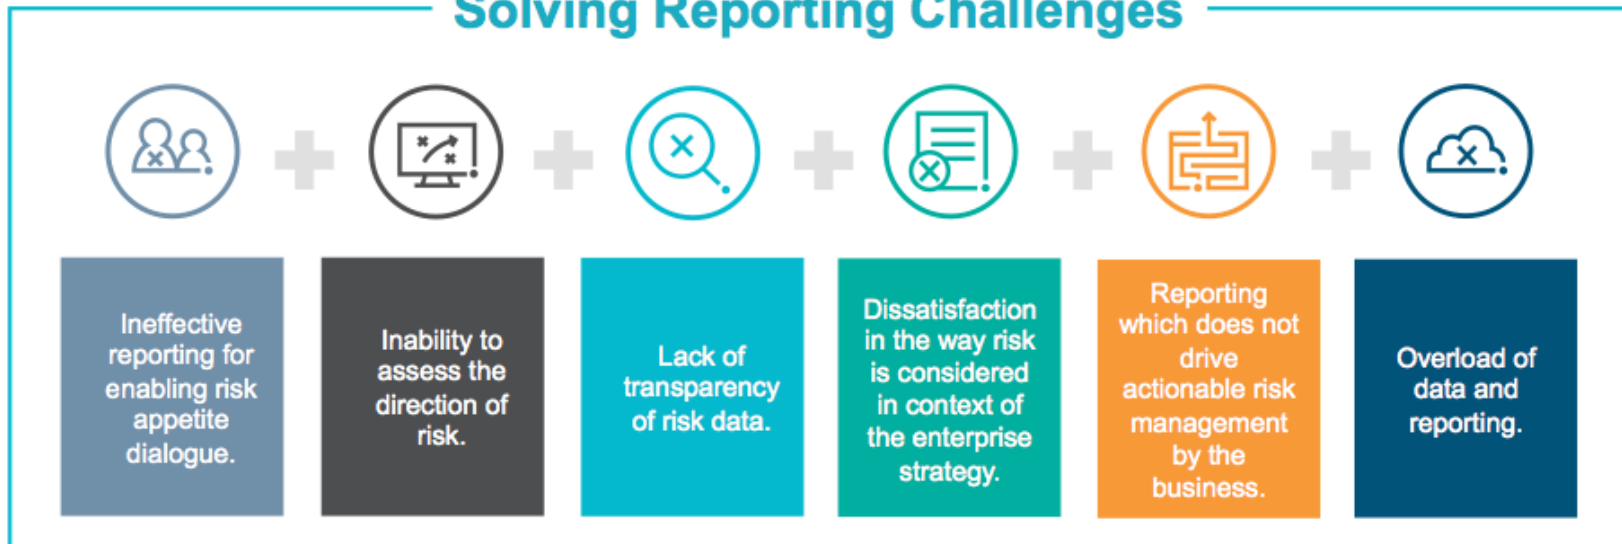 Solving Reporting Challenges
Ineffective
reporting for
enabling risk
appetite
dialogue.
Inability to
assess the
direction of
risk.
Lack of
transparency
of risk data.
Dissatisfaction
in the way risk
is considered
in context of
the enterprise
strategy.
Reporting
which does not
drive
actionable risk
management
by the
business.
Overload of
data and
reporting.